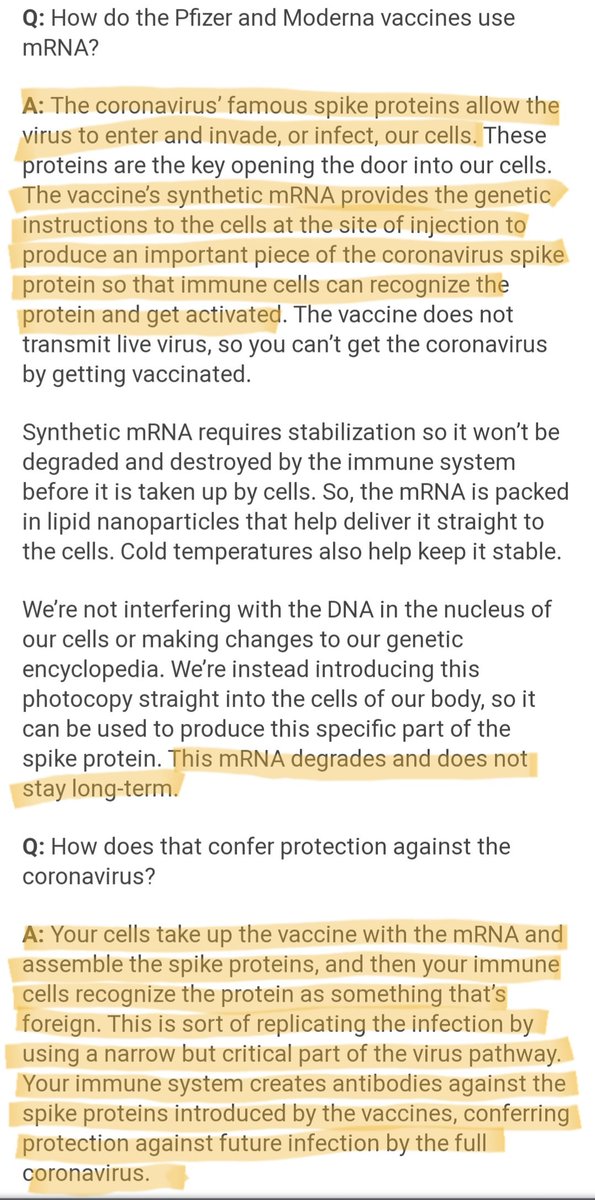 Q: How do the Pfizer and Moderna vaccines use
mRNA?
A: The coronavirus’ famous spike proteins allow the
virus to enter and invade, or infect, our cells. These
proteins are the key opening the door into our cells.
The vaccine’s synthetic mRNA provides the genetic
instructions to the cells at the site of injection to
produce an important piece of the coronavirus spike
protein so that immune cells can recognize the
protein and get activated. The vaccine does not
transmit live virus, so you can’t get the coronavirus
by getting vaccinated.
Synthetic mRNA requires stabilization so it won’t be
degraded and destroyed by the immune system
before it is taken up by cells. So, the mRNA is packed
in lipid nanoparticles that help deliver it straight to
the cells. Cold temperatures also help keep it stable.
We’re not interfering with the DNA in the nucleus of
our cells or making changes to our genetic
encyclopedia. We’re instead introducing this
photocopy straight into the cells of our body, so it
can be used to produce this specific part of the
spike protein. This mRNA degrades and does not
stay long-term.
Q: How does that confer protection against the
coronavirus?
A: Your cells take up the vaccine with the mRNA and
assemble the spike proteins, and then your immune
cells recognize the protein as something that’s
foreign. This is sort of replicating the infection by
using a narrow but critical part of the virus pathway.
Your immune system creates antibodies against the
spike proteins introduced by the vaccines, conferring
protection against future infection by the full
coronavirus.